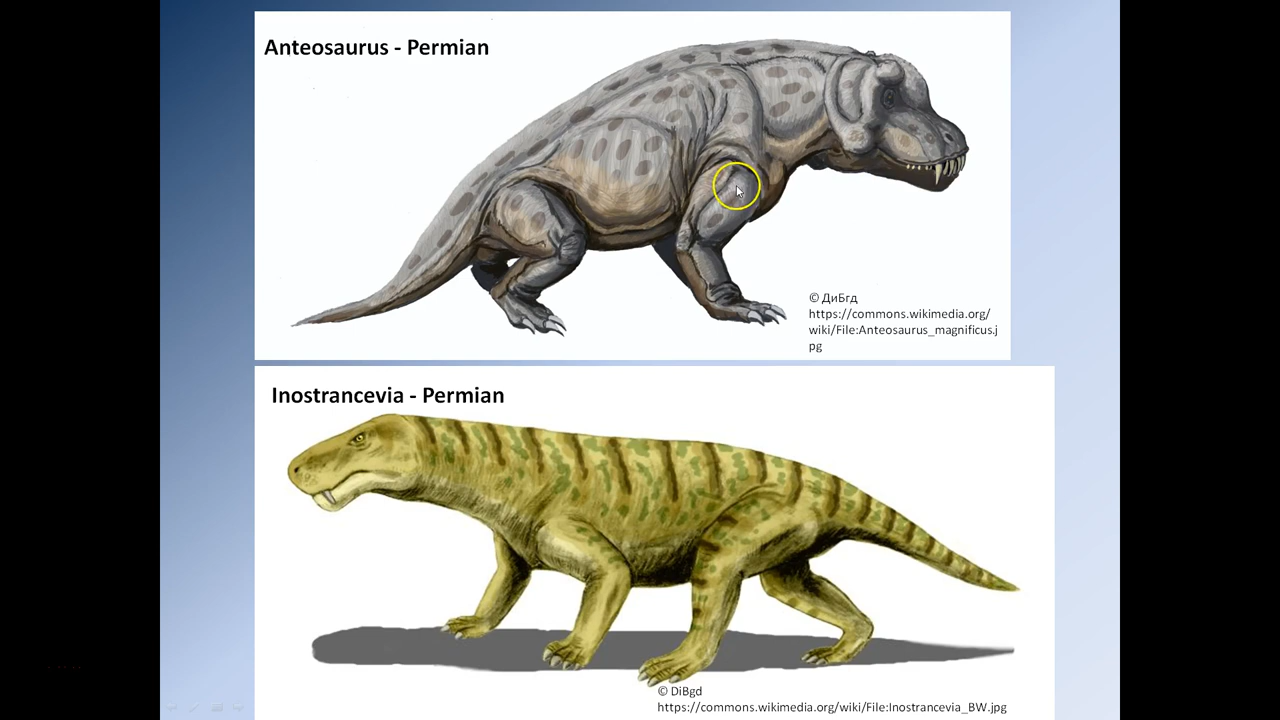 Anteosaurus - Permian
© ДиБгд
https://commons.wikimedia.org/
wiki/File:Anteosaurus_magnificus.j
pg
Inostrancevia - Permian
© DiBgd
https://commons.wikimedia.org/wiki/File:Inostrancevia_BW.jpg